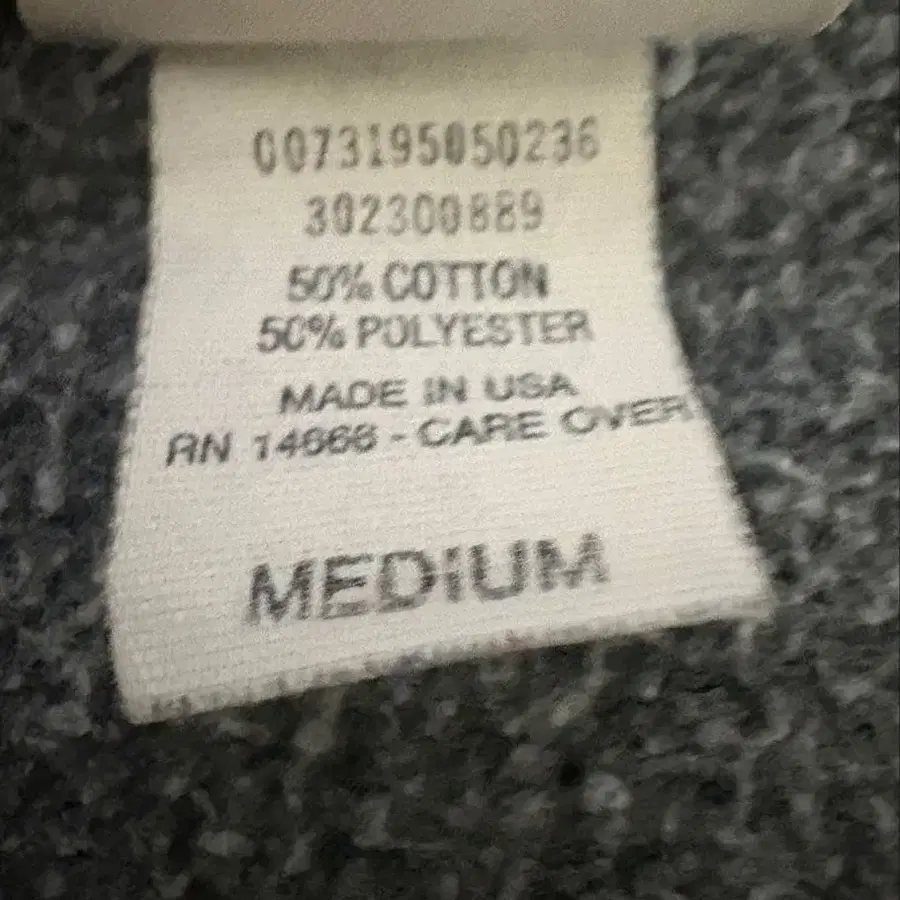 0073195050236
302300889
50% COTTON
50% POLYESTER
MADE IN USA
RN 14666 - CARE OVER
MEDIUM